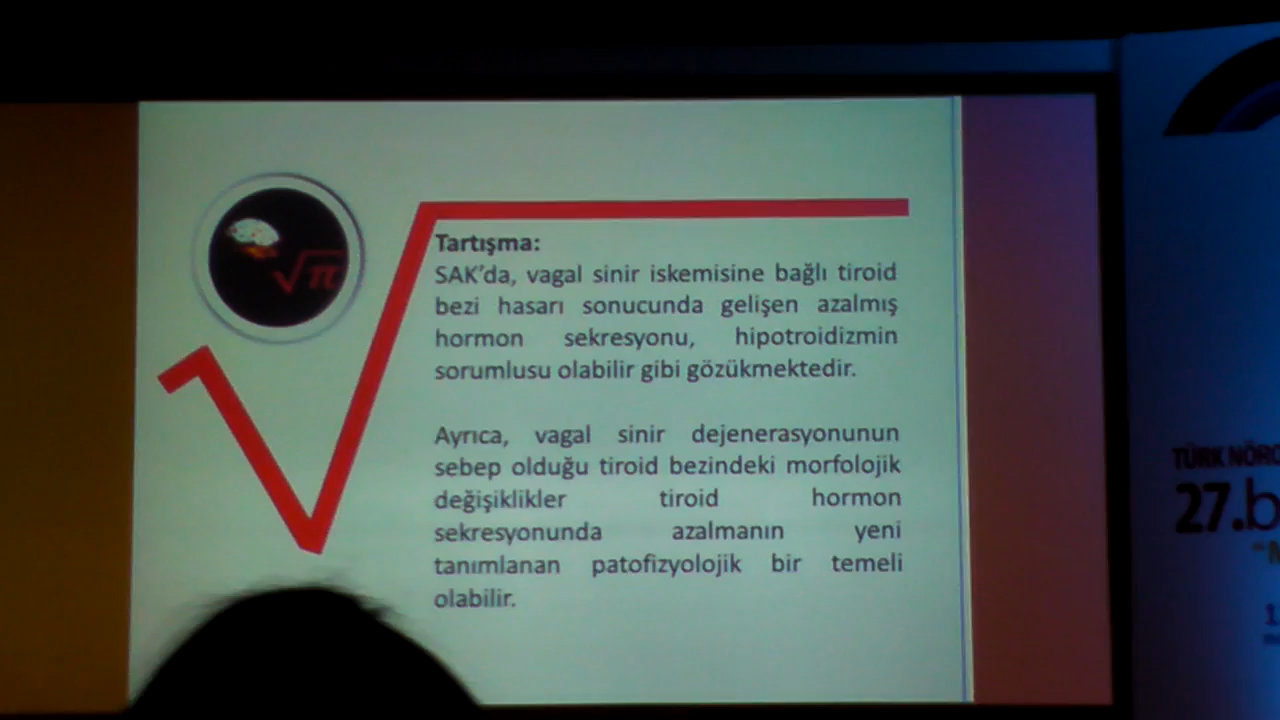 √π
Tartışma:
SAK’da, vagal sinir iskemisine bağlı tiroid
bezi hasarı sonucunda gelişen azalmış
hormon sekresyonu, hipotroidizmin
sorumlusu olabilir gibi gözükmektedir.
Ayrıca, vagal sinir dejenerasyonunun
sebep olduğu tiroid bezindeki morfolojik
değişiklikler tiroid hormon
sekresyonunda azalmanın yeni
tanımlanan patofizyolojik bir temeli
olabilir.
TÜRK NÖRO
27.b